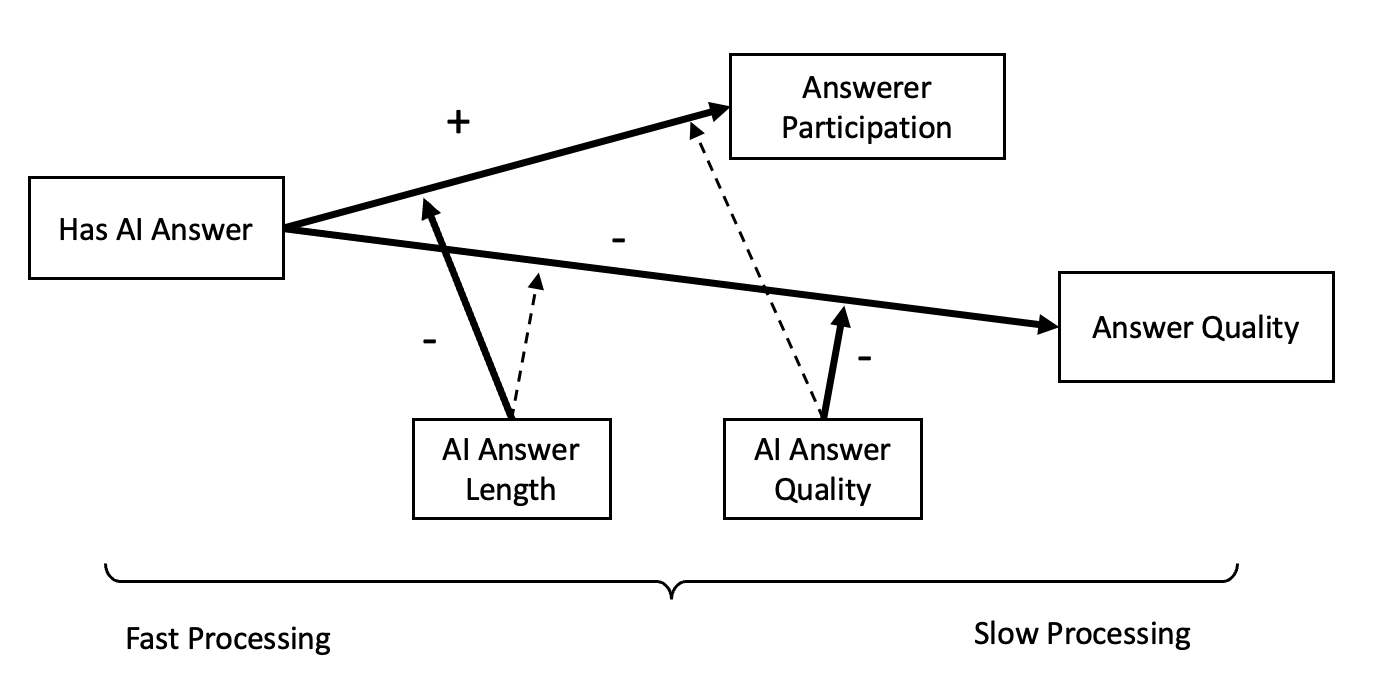 Answerer
Participation
+
Has AI Answer
-
Answer Quality
-
-
AI Answer
Length
AI Answer
Quality
Fast Processing
Slow Processing